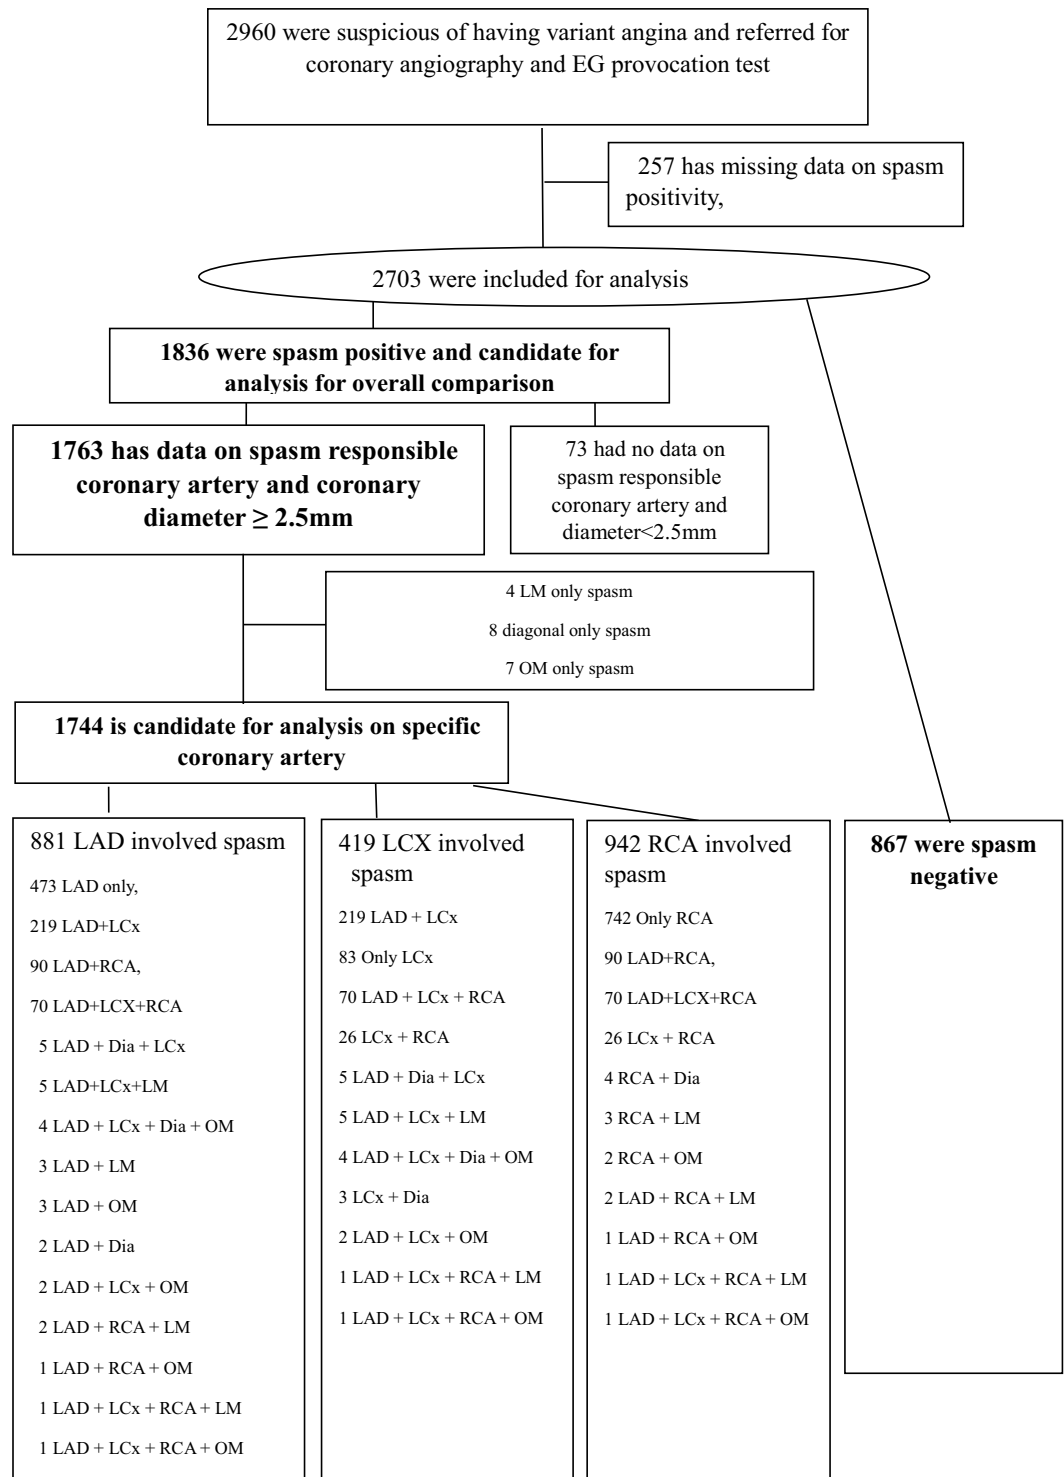 2960 were suspicious of having variant angina and referred for
coronary angiography and EG provocation test
257 has missing data on spasm
positivity,
2703 were included for analysis
1836 were spasm positive and candidate for
analysis for overall comparison
1763 has data on spasm responsible
coronary artery and coronary
diameter ≥ 2.5mm
73 had no data on
spasm responsible
coronary artery and
diameter<2.5mm
4 LM only spasm
8 diagonal only spasm
7 OM only spasm
1744 is candidate for analysis on specific
coronary artery
881 LAD involved spasm
473 LAD only,
219 LAD+LCx
90 LAD+RCA,
70 LAD+LCX+RCA
5 LAD + Dia + LCx
5 LAD+LCx+LM
4 LAD + LCx + Dia + OM
3 LAD + LM
3 LAD + OM
2 LAD + Dia
2 LAD + LCx + OM
2 LAD + RCA + LM
1 LAD + RCA + OM
1 LAD + LCx + RCA + LM
1 LAD + LCx + RCA + OM
419 LCX involved
spasm
219 LAD + LCx
83 Only LCx
70 LAD + LCx + RCA
26 LCx + RCA
5 LAD + Dia + LCx
5 LAD + LCx + LM
4 LAD + LCx + Dia + OM
3 LCx + Dia
2 LAD + LCx + OM
1 LAD + LCx + RCA + LM
1 LAD + LCx + RCA + OM
942 RCA involved
spasm
742 Only RCA
90 LAD+RCA,
70 LAD+LCX+RCA
26 LCx + RCA
4 RCA + Dia
3 RCA + LM
2 RCA + OM
2 LAD + RCA + LM
1 LAD + RCA + OM
1 LAD + LCx + RCA + LM
1 LAD + LCx + RCA + OM
867 were spasm
negative